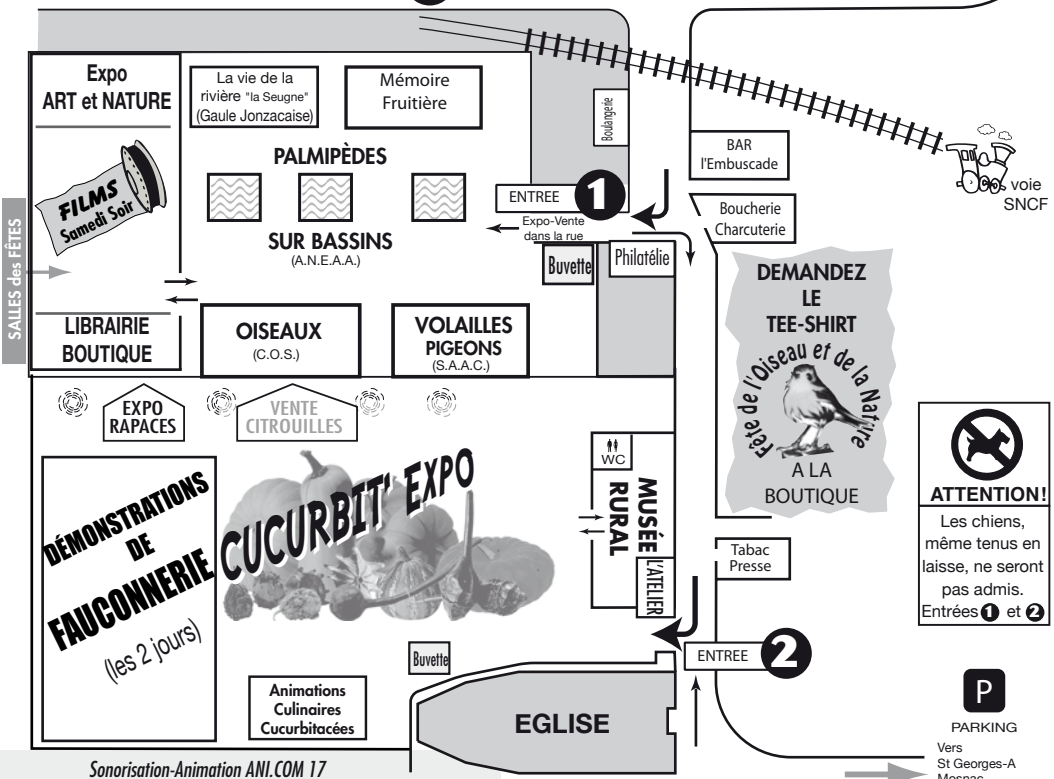 Expo
ART et NATURE
La vie de la
rivière "la Seugne"
(Gaule Jonzacaise)
Mémoire
Fruitière
Boulangerie
BAR
l'Embuscade
voie
SNCF
FILMS
Samedi Soir
PALMIPÈDES
ENTREE 1
Expo-Vente
dans la rue
Boucherie
Charcuterie
SALLES des FÊTES
SUR BASSINS
(A.N.E.A.A.)
Buvette
Philatélie
LIBRAIRIE
BOUTIQUE
OISEAUX
(C.O.S.)
VOLAILLES
PIGEONS
(S.A.A.C.)
DEMANDEZ
LE
TEE-SHIRT
Fête de l'Oiseau et de la Nature
A LA
BOUTIQUE
EXPO
RAPACES
VENTE
CITROUILLES
DÉMONSTRATIONS
DE
FAUCONNERIE
(les 2 jours)
CUCURBIT' EXPO
WC
MUSÉE
RURAL
L'ATELIER
Tabac
Presse
ATTENTION!
Les chiens,
même tenus en
laisse, ne seront
pas admis.
Entrées 1 et 2
ENTREE 2
Buvette
Animations
Culinaires
Cucurbitacées
EGLISE
P
PARKING
Vers
St Georges-A
Mosnac
Sonorisation-Animation ANI.COM 17